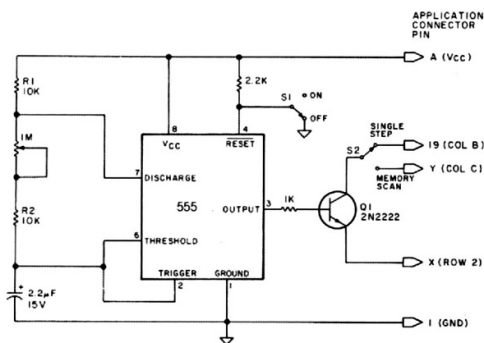 APPLICATION
CONNECTOR
PIN
A (VCC)
R1
10K
2.2K
S1
ON
OFF
SINGLE
STEP
S2
19 (COL B)
1M
8
4
VCC
RESET
Y (COL C)
MEMORY
SCAN
7
DISCHARGE
1K
555
OUTPUT
3
Q1
2N2222
R2
10K
6
THRESHOLD
X (ROW 2)
TRIGGER
GROUND
2
1
+
2.2µF
15V
1 (GND)